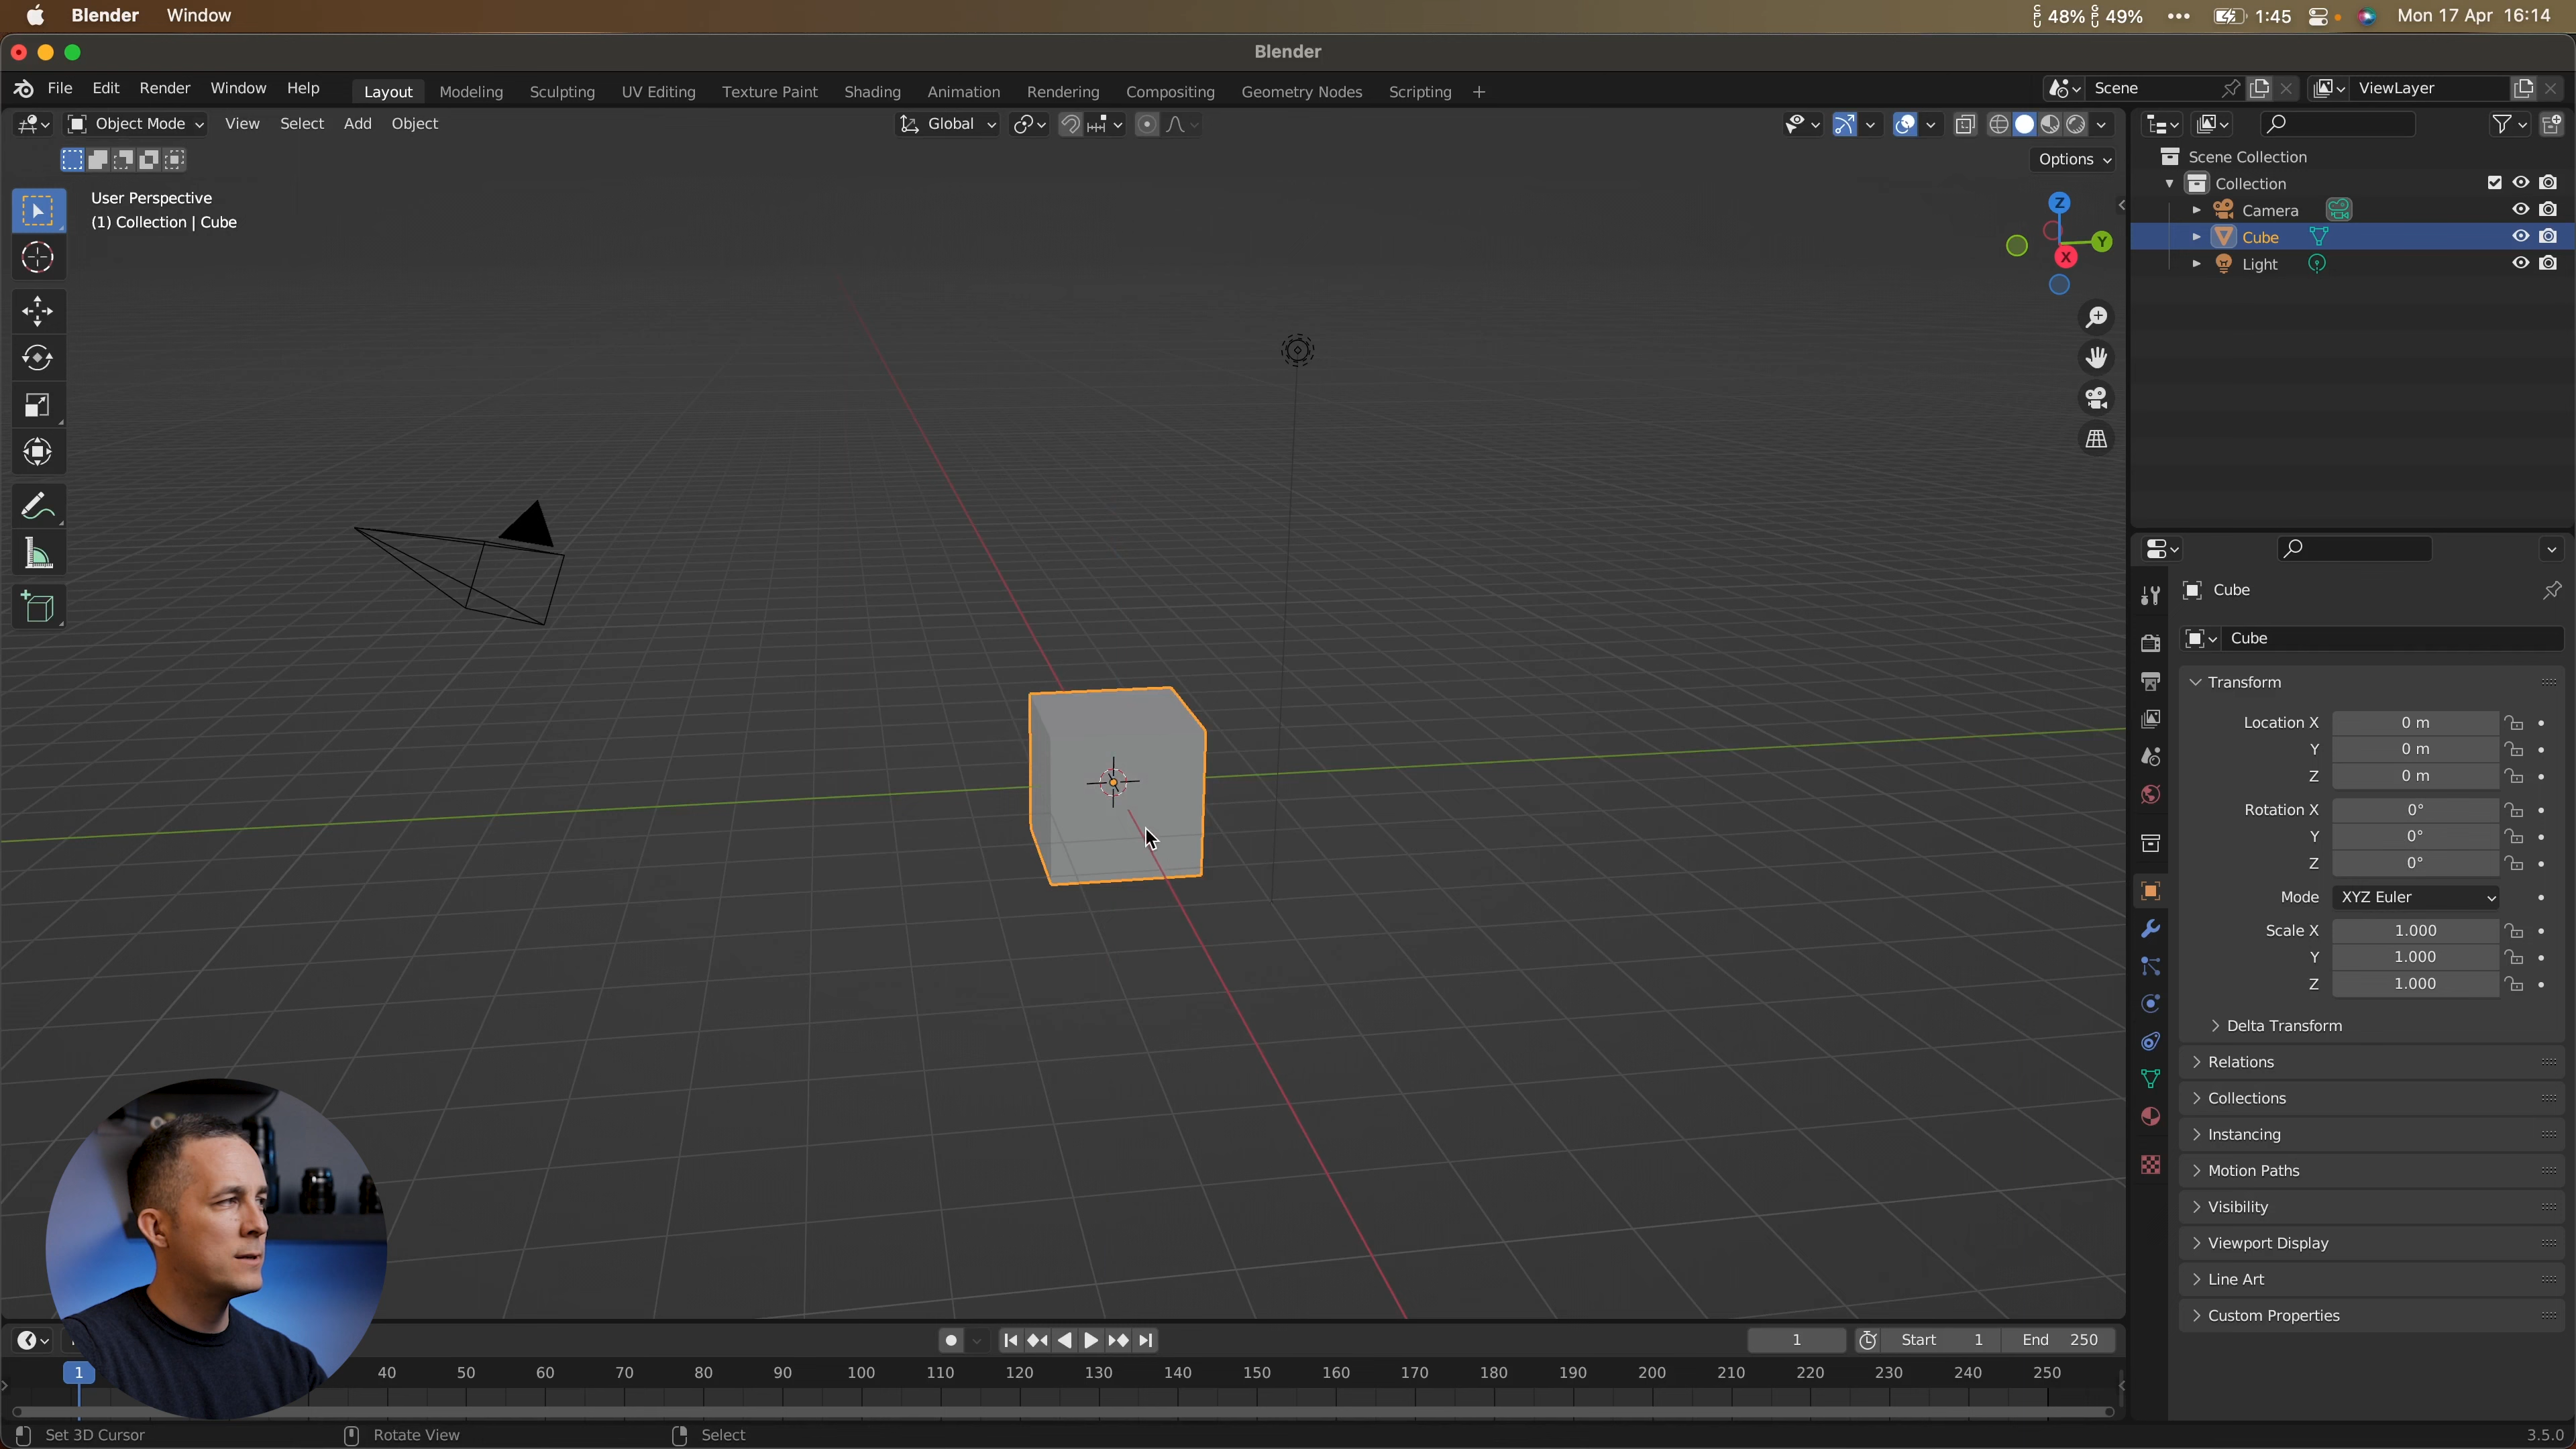 Blender Window
CPU 48% GPU 49% ••• 1:45 Mon 17 Apr 16:14
Blender
File Edit Render Window Help Layout Modeling Sculpting UV Editing Texture Paint Shading Animation Rendering Compositing Geometry Nodes Scripting + Scene ViewLayer
Object Mode View Select Add Object Global
Options
User Perspective
(1) Collection | Cube
Z
Y
X
Scene Collection
Collection
Camera
Cube
Light
Cube
Cube
Transform
Location X 0 m
Y 0 m
Z 0 m
Rotation X 0°
Y 0°
Z 0°
Mode XYZ Euler
Scale X 1.000
Y 1.000
Z 1.000
Delta Transform
Relations
Collections
Instancing
Motion Paths
Visibility
Viewport Display
Line Art
Custom Properties
1 Start 1 End 250
1 40 50 60 70 80 90 100 110 120 130 140 150 160 170 180 190 200 210 220 230 240 250
Set 3D Cursor Rotate View Select 3.5.0